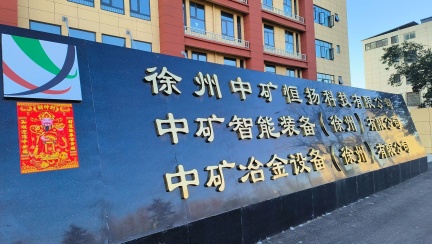 徐州中矿恒扬科技有限公司
中矿智能装备（徐州）有限公司
中矿冶金设备（徐州）有限公司